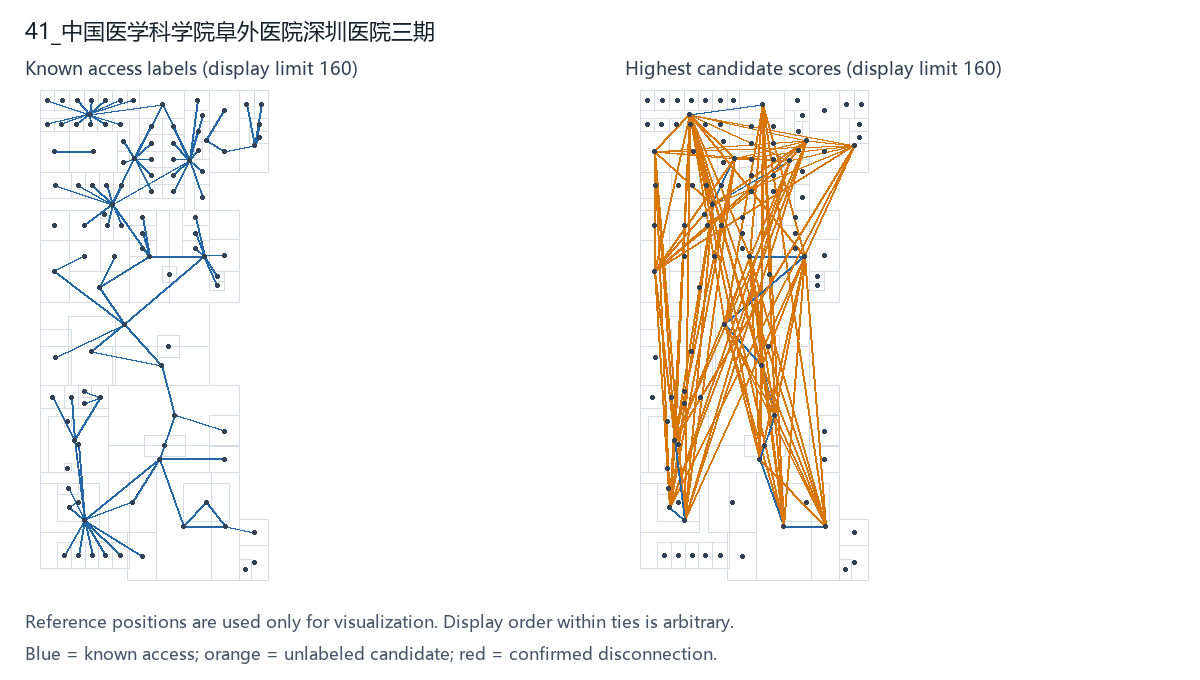 41_中国医学科学院阜外医院深圳医院三期
Known access labels (display limit 160)
Highest candidate scores (display limit 160)
Reference positions are used only for visualization. Display order within ties is arbitrary.
Blue = known access; orange = unlabeled candidate; red = confirmed disconnection.